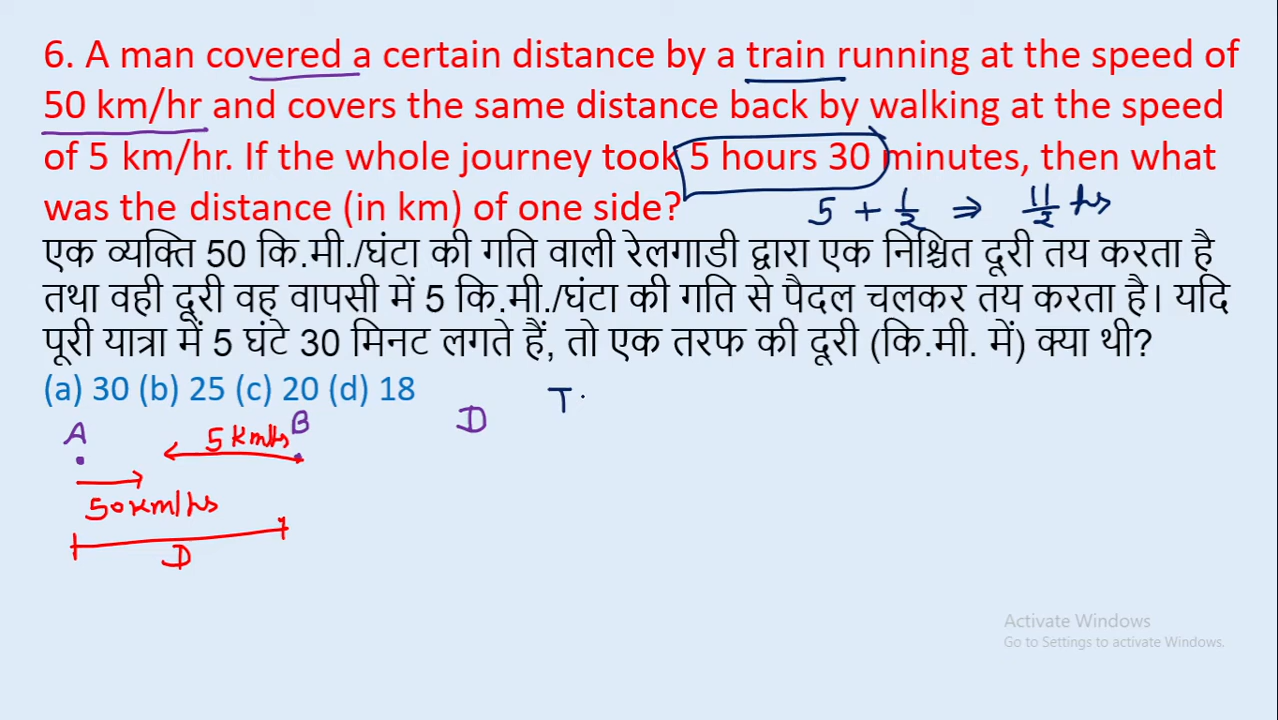 6. A man covered a certain distance by a train running at the speed of
50 km/hr and covers the same distance back by walking at the speed
of 5 km/hr. If the whole journey took 5 hours 30 minutes, then what
was the distance (in km) of one side?
5 + 1/2 ⇒ 11/2 hs
एक व्यक्ति 50 कि.मी./घंटा की गति वाली रेलगाडी द्वारा एक निश्चित दूरी तय करता है
तथा वही दूरी वह वापसी में 5 कि.मी./घंटा की गति से पैदल चलकर तय करता है। यदि
पूरी यात्रा में 5 घंटे 30 मिनट लगते हैं, तो एक तरफ की दूरी (कि.मी. में) क्या थी?
(a) 30 (b) 25 (c) 20 (d) 18
D T
A B
5 km/hs
50 km/hs
D
Activate Windows
Go to Settings to activate Windows.